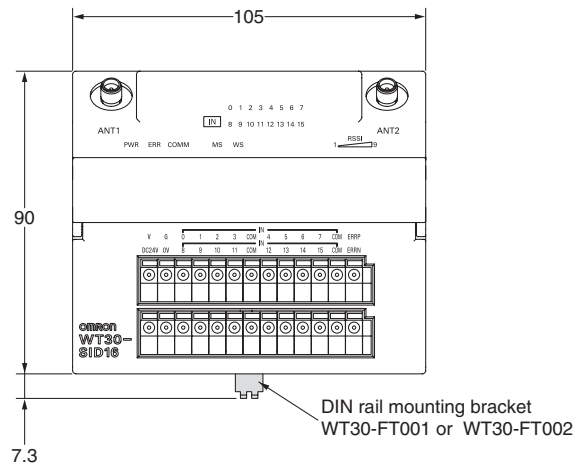 105
0 1 2 3 4 5 6 7
IN 8 9 10 11 12 13 14 15
ANT1
ANT2
PWR ERR COMM MS WS
RSSI
1 9
90
IN
V G 0 1 2 3 COM 4 5 6 7 COM ERRP
IN
DC24V 0V 8 9 10 11 COM 12 13 14 15 COM ERRN
omron
WT30-
SID16
DIN rail mounting bracket
WT30-FT001 or WT30-FT002
7.3